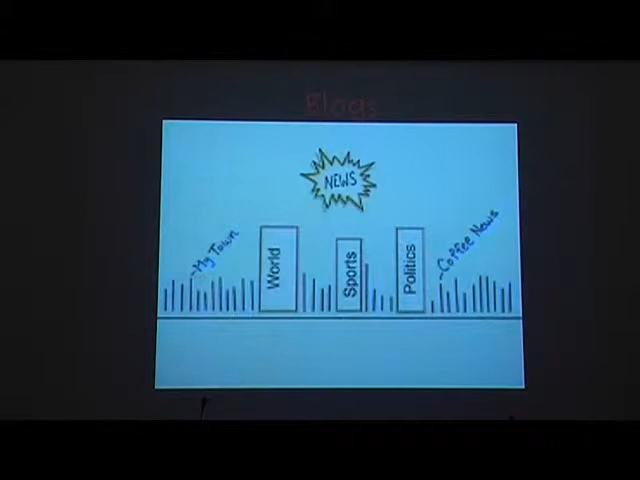 Blogs
NEWS
-My Town
World
Sports
Politics
-Coffee News